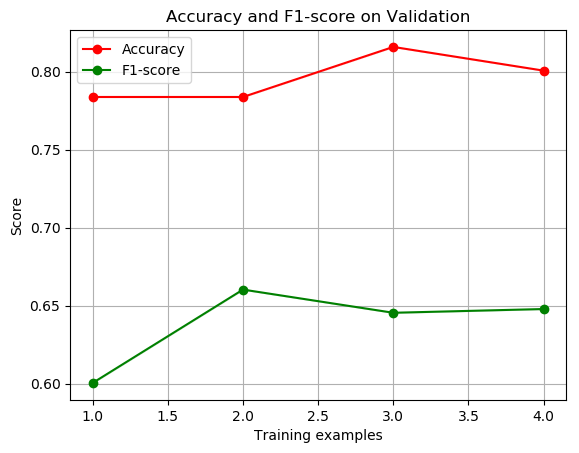 Accuracy and F1-score on Validation
Accuracy
F1-score
0.80
0.75
0.70
0.65
0.60
Score
1.0 1.5 2.0 2.5 3.0 3.5 4.0
Training examples